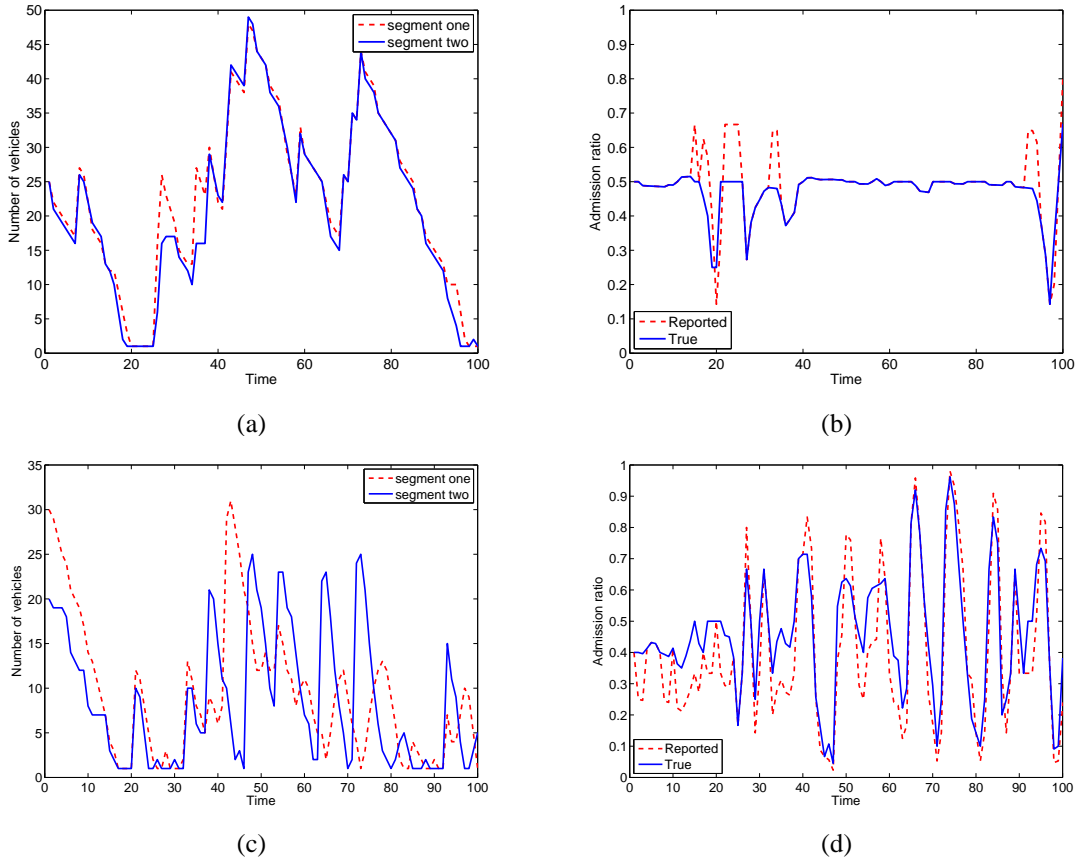 50
45
40
35
30
25
20
15
10
5
0
Number of vehicles
segment one
segment two
0 20 40 60 80 100
Time
(a)
1
0.9
0.8
0.7
0.6
0.5
0.4
0.3
0.2
0.1
0
Admission ratio
Reported
True
0 20 40 60 80 100
Time
(b)
35
30
25
20
15
10
5
0
Number of vehicles
segment one
segment two
0 10 20 30 40 50 60 70 80 90 100
Time
(c)
1
0.9
0.8
0.7
0.6
0.5
0.4
0.3
0.2
0.1
0
Admission ratio
Reported
True
0 10 20 30 40 50 60 70 80 90 100
Time
(d)